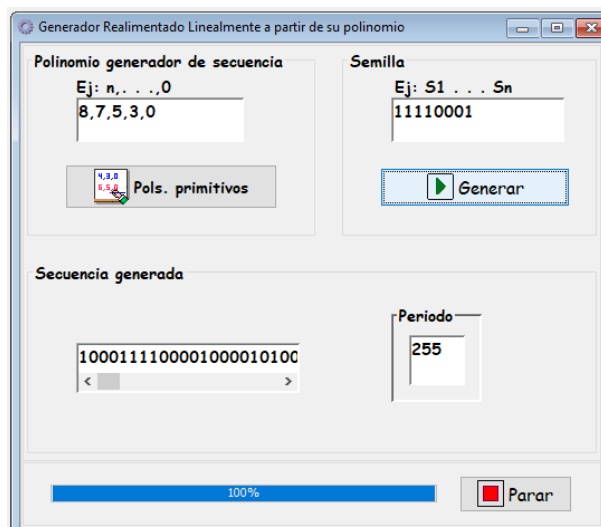 Generador Realimentado Linealmente a partir de su polinomio
Polinomio generador de secuencia
Ej: n,. . .,0
8,7,5,3,0
4,3,0
6,5,0
Pols. primitivos
Semilla
Ej: S1 . . . Sn
11110001
Generar
Secuencia generada
1000111100001000010100
Periodo
255
100%
Parar